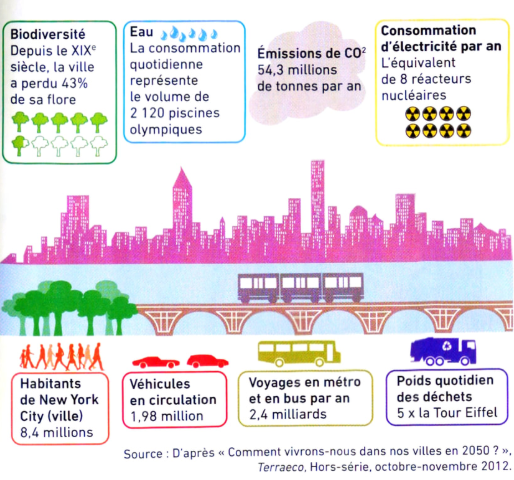 Biodiversité
Depuis le XIXe
siècle, la ville
a perdu 43%
de sa flore
Eau
La consommation
quotidienne
représente
le volume de
2 120 piscines
olympiques
Émissions de CO²
54,3 millions
de tonnes par an
Consommation
d'électricité par an
L'équivalent
de 8 réacteurs
nucléaires
Habitants
de New York
City (ville)
8,4 millions
Véhicules
en circulation
1,98 million
Voyages en métro
et en bus par an
2,4 milliards
Poids quotidien
des déchets
5 x la Tour Eiffel
Source : D'après « Comment vivrons-nous dans nos villes en 2050 ? »,
Terraeco, Hors-série, octobre-novembre 2012.